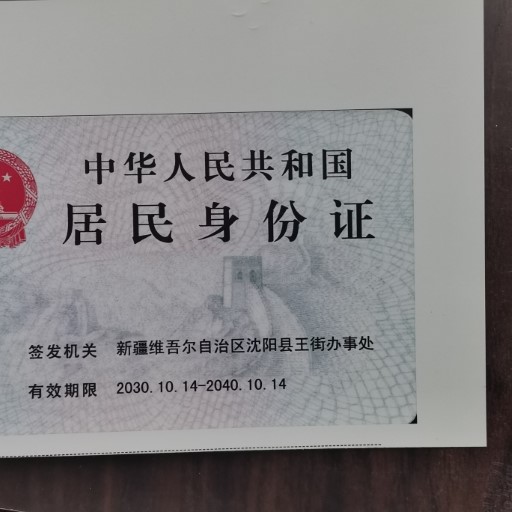 中华人民共和国
居民身份证
签发机关 新疆维吾尔自治区沈阳县王街办事处
有效期限 2030.10.14-2040.10.14